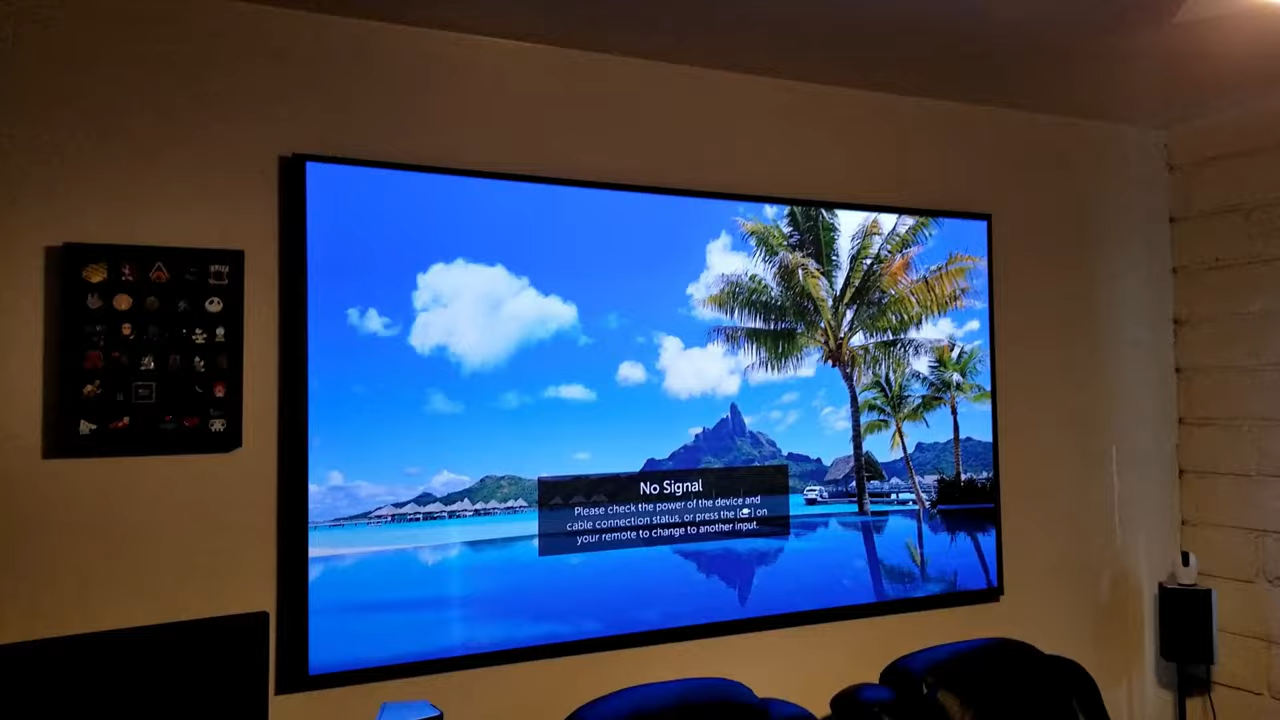 No Signal
Please check the power of the device and
cable connection status, or press the [ ] on
your remote to change to another input.